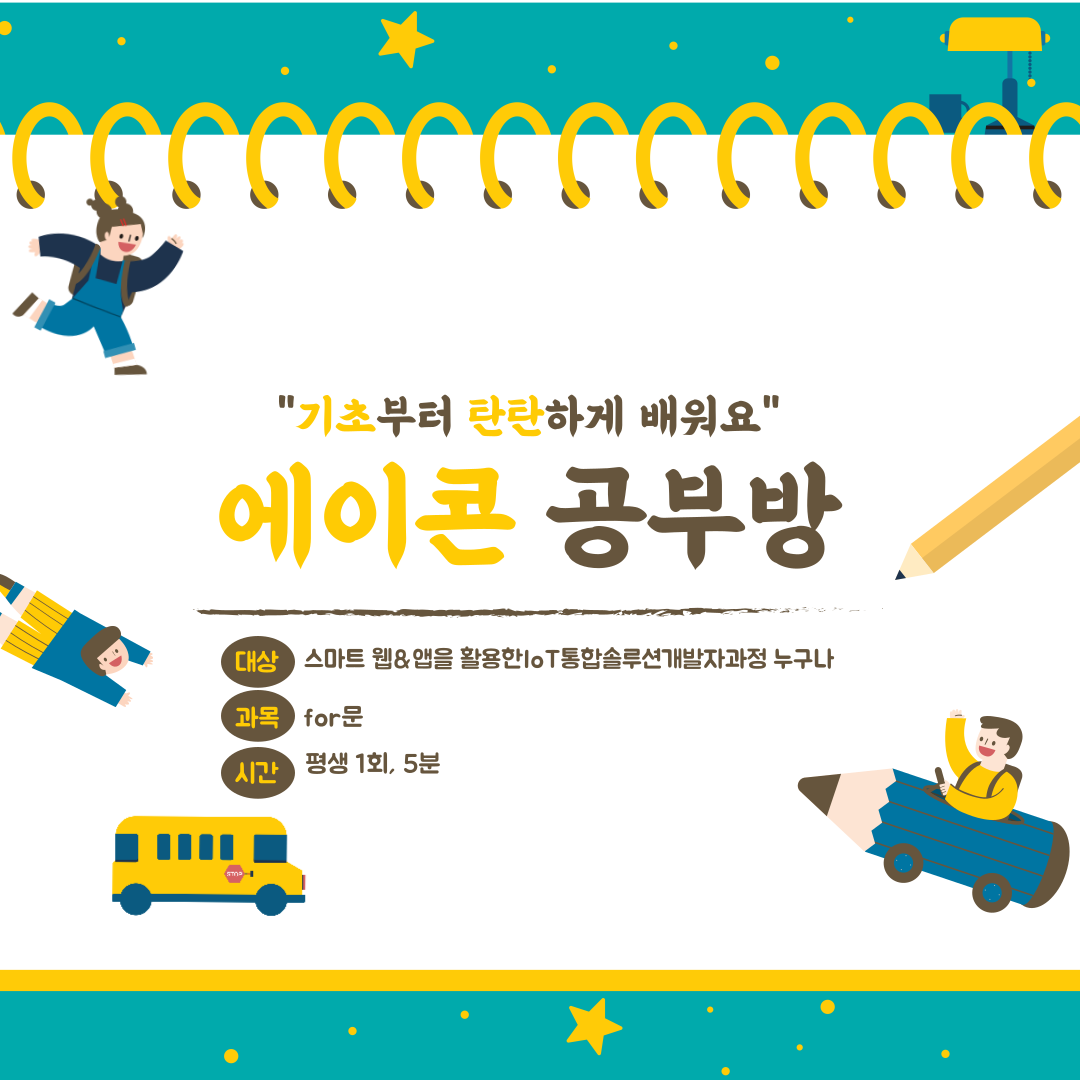 "기초부터 탄탄하게 배워요"
에이콘 공부방
대상 스마트 웹&앱을 활용한IoT통합솔루션개발자과정 누구나
과목 for문
시간 평생 1회, 5분
STOP